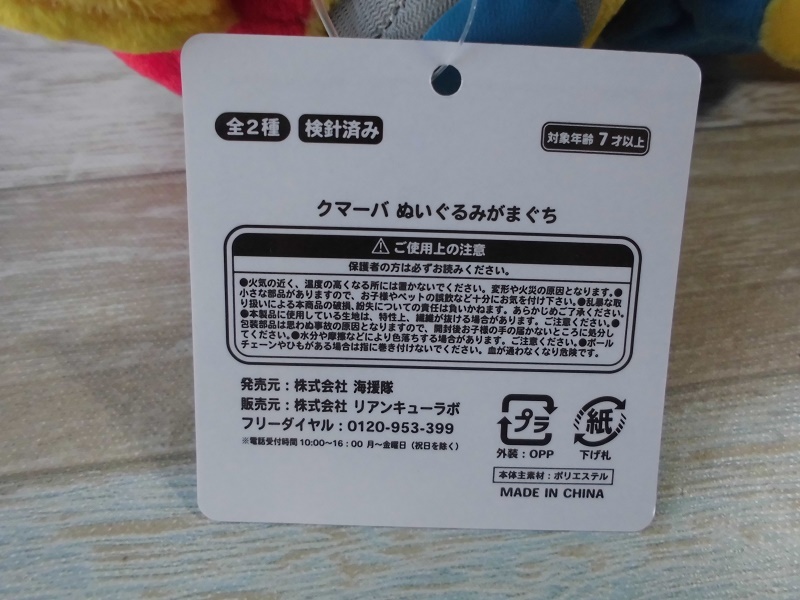 全2種 検針済み 対象年齢 7才以上
クマーバ ぬいぐるみがまぐち
⚠ご使用上の注意
保護者の方は必ずお読みください。
●火気の近く、温度の高くなる所には置かないでください。変形や火災の原因となります。●
小さな部品がありますので、お子様やペットの誤飲など十分にお気を付け下さい。●乱暴な取
り扱いによる本商品の破損、紛失についての責任は負いかねます。あらかじめご了承ください。
●本製品に使用している生地は、特性上、繊維が抜ける場合があります。ご注意ください。●
包装部品は思わぬ事故の原因となりますので、開封後お子様の手の届かないところに処分し
てください。●水分や摩擦などにより色落ちする場合があります。ご注意ください。●ボール
チェーンやひもがある場合は指に巻き付けないでください。血が通わなくなり危険です。
発売元：株式会社 海援隊
販売元：株式会社 リアンキューラボ
フリーダイヤル：0120-953-399
※電話受付時間 10:00～16：00 月～金曜日（祝日を除く）
プラ 紙
外装：OPP 下げ札
本体主素材：ポリエステル
MADE IN CHINA